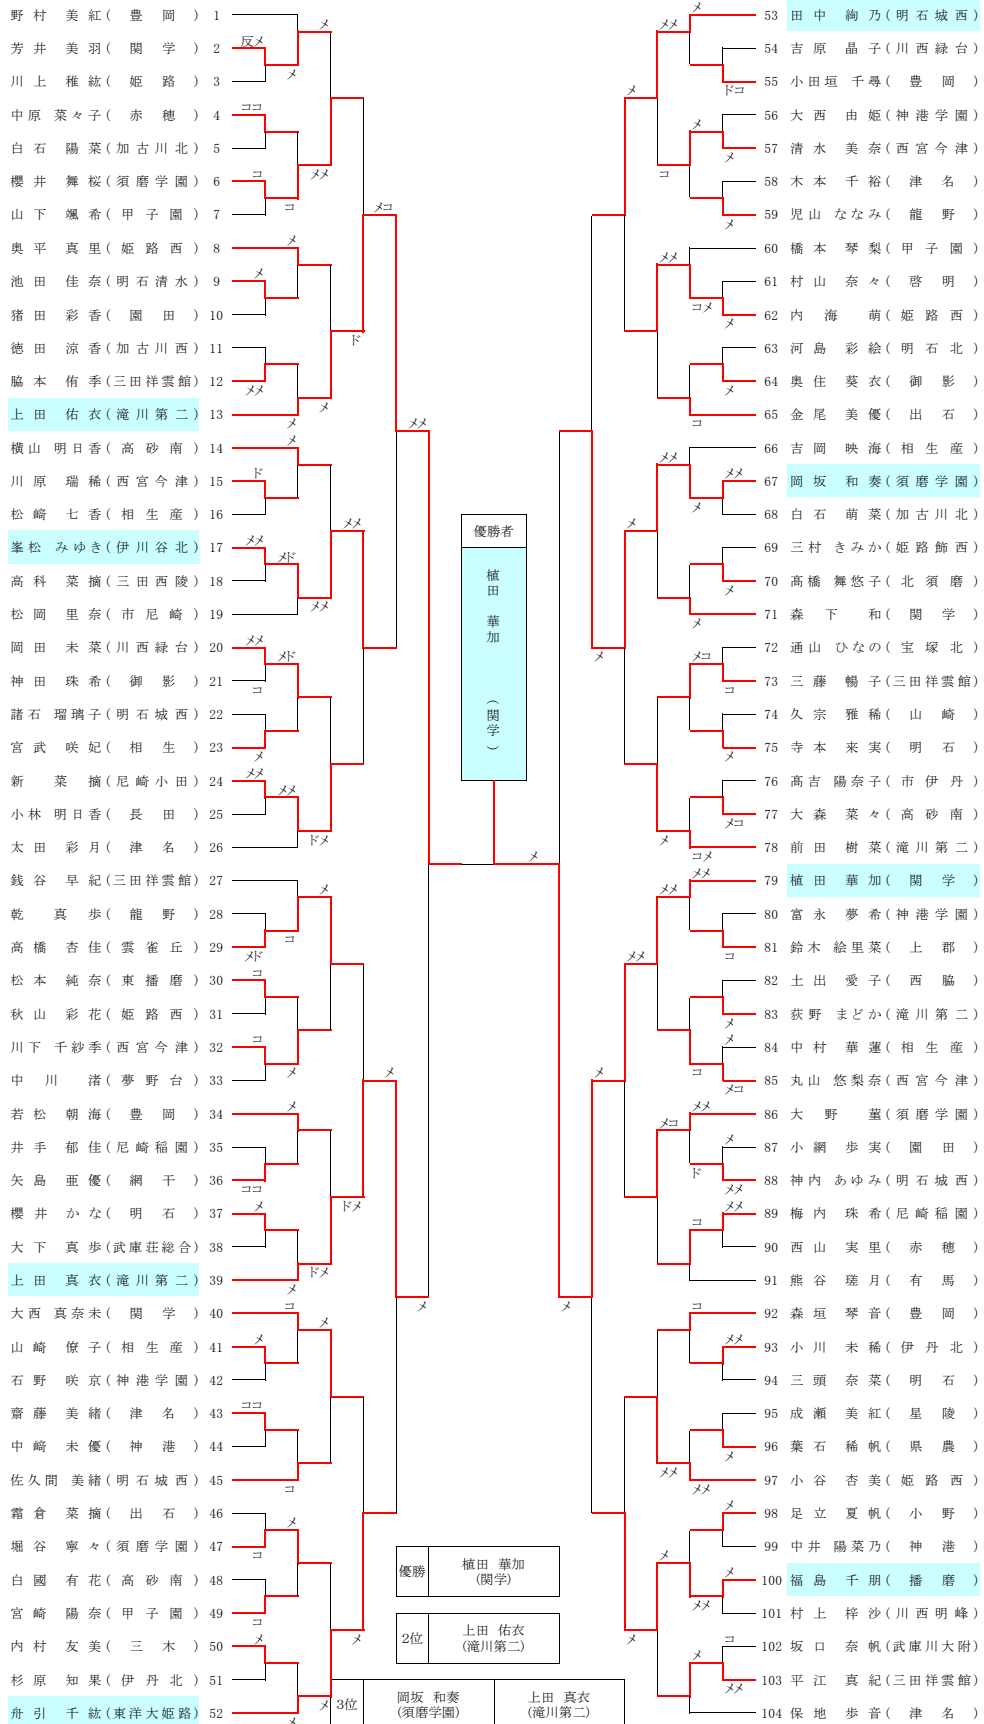 野村 美紅(豊岡) 1
芳井 美羽(関学) 2
川上 稚紘(姫路) 3
中原 菜々子(赤穂) 4
白石 陽菜(加古川北) 5
櫻井 舞桜(須磨学園) 6
山下 颯希(甲子園) 7
奥平 真里(姫路西) 8
池田 佳奈(明石清水) 9
猪田 彩香(園田) 10
徳田 涼香(加古川西) 11
脇本 侑季(三田祥雲館) 12
上田 佑衣(滝川第二) 13
横山 明日香(高砂南) 14
川原 瑞稀(西宮今津) 15
松﨑 七香(相生産) 16
峯松 みゆき(伊川谷北) 17
高科 菜摘(三田西陵) 18
松岡 里奈(市尼崎) 19
岡田 未菜(川西緑台) 20
神田 珠希(御影) 21
諸石 瑠璃子(明石城西) 22
宮武 咲妃(相生) 23
新 菜摘(尼崎小田) 24
小林 明日香(長田) 25
太田 彩月(津名) 26
銭谷 早紀(三田祥雲館) 27
乾 真歩(龍野) 28
高橋 杏佳(雲雀丘) 29
松本 純奈(東播磨) 30
秋山 彩花(姫路西) 31
川下 千紗季(西宮今津) 32
中川 渚(夢野台) 33
若松 朝海(豊岡) 34
井手 郁佳(尼崎稲園) 35
矢島 亜優(網干) 36
櫻井 かな(明石) 37
大下 真歩(武庫荘総合) 38
上田 真衣(滝川第二) 39
大西 真奈未(関学) 40
山崎 僚子(相生産) 41
石野 咲京(神港学園) 42
齋藤 美緒(津名) 43
中﨑 未優(神港) 44
佐久間 美緒(明石城西) 45
霜倉 菜摘(出石) 46
堀谷 寧々(須磨学園) 47
白國 有花(高砂南) 48
宮崎 陽奈(甲子園) 49
内村 友美(三木) 50
杉原 知果(伊丹北) 51
舟引 千紘(東洋大姫路) 52
優勝者
植田 華加 (関学)
優勝
植田 華加
(関学)
2位
上田 佑衣
(滝川第二)
3位
岡坂 和奏
(須磨学園)
上田 真衣
(滝川第二)
53 田中 絢乃(明石城西)
54 吉原 晶子(川西緑台)
55 小田垣 千尋(豊岡)
56 大西 由姫(神港学園)
57 清水 美奈(西宮今津)
58 木本 千裕(津名)
59 児山 ななみ(龍野)
60 橋本 琴梨(甲子園)
61 村山 奈々(啓明)
62 内海 萌(姫路西)
63 河島 彩絵(明石北)
64 奥住 葵衣(御影)
65 金尾 美優(出石)
66 吉岡 映海(相生産)
67 岡坂 和奏(須磨学園)
68 白石 萌菜(加古川北)
69 三村 きみか(姫路飾西)
70 髙橋 舞悠子(北須磨)
71 森下 和(関学)
72 通山 ひなの(宝塚北)
73 三藤 暢子(三田祥雲館)
74 久宗 雅稀(山崎)
75 寺本 来実(明石)
76 髙吉 陽奈子(市伊丹)
77 大森 菜々(高砂南)
78 前田 樹菜(滝川第二)
79 植田 華加(関学)
80 富永 夢希(神港学園)
81 鈴木 絵里菜(上郡)
82 土出 愛子(西脇)
83 荻野 まどか(滝川第二)
84 中村 華蓮(相生産)
85 丸山 悠梨奈(西宮今津)
86 大野 菫(須磨学園)
87 小網 歩実(園田)
88 神内 あゆみ(明石城西)
89 梅内 珠希(尼崎稲園)
90 西山 実里(赤穂)
91 熊谷 瑳月(有馬)
92 森垣 琴音(豊岡)
93 小川 未稀(伊丹北)
94 三頭 奈菜(明石)
95 成瀬 美紅(星陵)
96 葉石 稀帆(県農)
97 小谷 杏美(姫路西)
98 足立 夏帆(小野)
99 中井 陽菜乃(神港)
100 福島 千朋(播磨)
101 村上 梓沙(川西明峰)
102 坂口 奈帆(武庫川大附)
103 平江 真紀(三田祥雲館)
104 保地 歩音(津名)